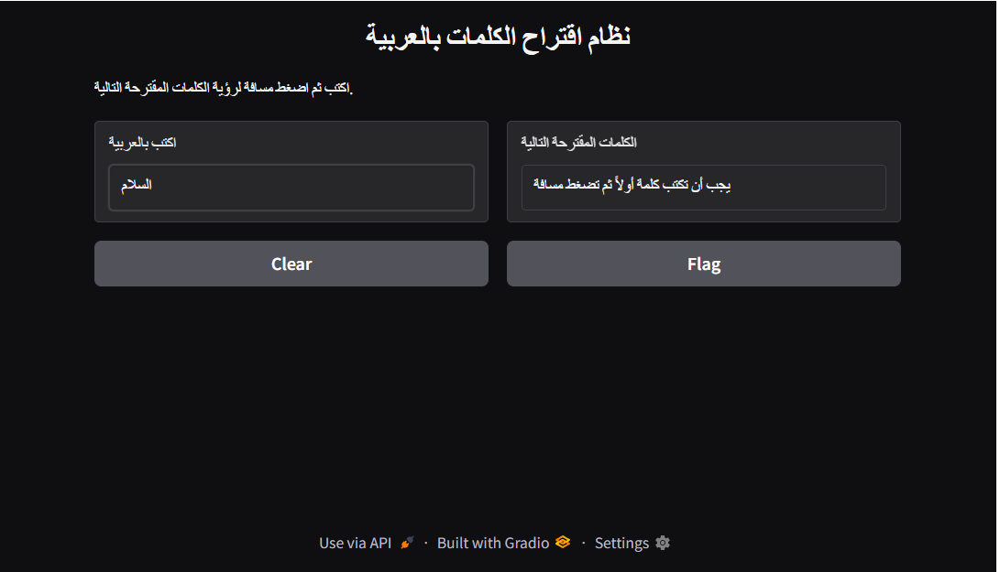 نظام اقتراح الكلمات بالعربية
اكتب ثم اضغط مسافة لرؤية الكلمات المقترحة التالية.
اكتب بالعربية
السلام
الكلمات المقترحة التالية
يجب أن تكتب كلمة أولاً ثم تضغط مسافة
Clear
Flag
Use via API · Built with Gradio · Settings